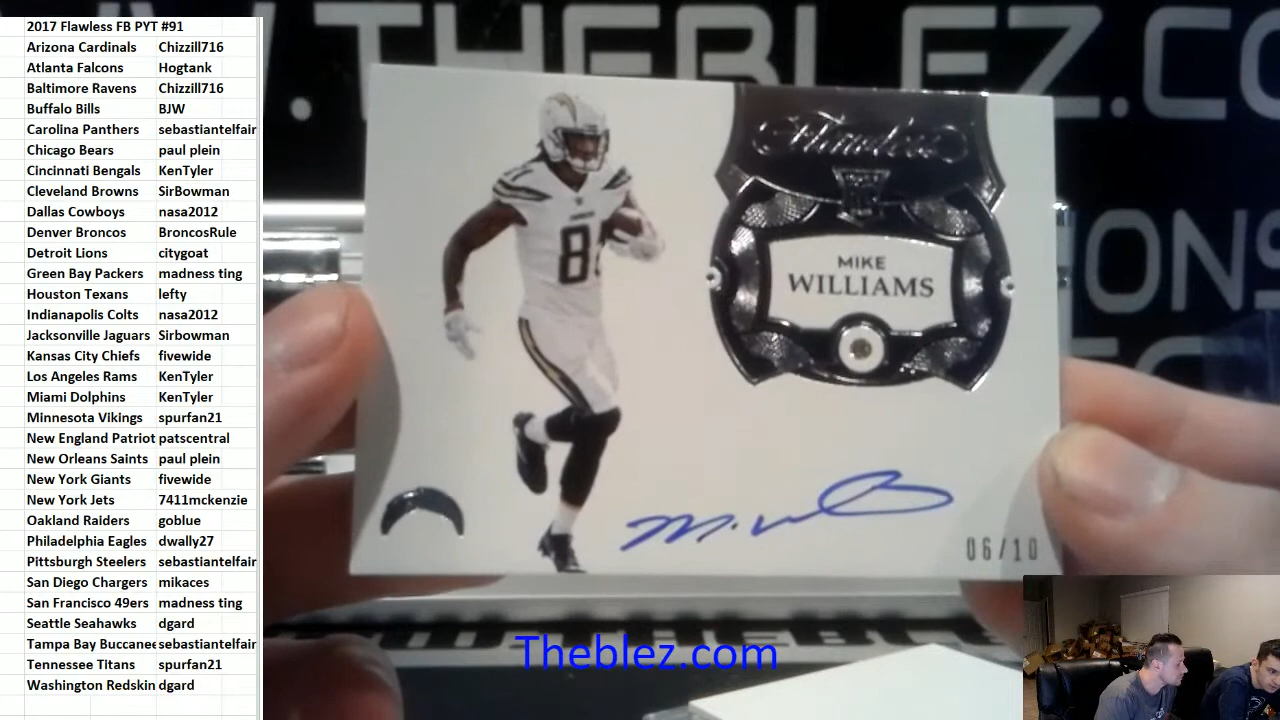 2017 Flawless FB PYT #91
Arizona Cardinals Chizzill716
Atlanta Falcons Hogtank
Baltimore Ravens Chizzill716
Buffalo Bills BJW
Carolina Panthers sebastiantelfair
Chicago Bears paul plein
Cincinnati Bengals KenTyler
Cleveland Browns SirBowman
Dallas Cowboys nasa2012
Denver Broncos BroncosRule
Detroit Lions citygoat
Green Bay Packers madness ting
Houston Texans lefty
Indianapolis Colts nasa2012
Jacksonville Jaguars Sirbowman
Kansas City Chiefs fivewide
Los Angeles Rams KenTyler
Miami Dolphins KenTyler
Minnesota Vikings spurfan21
New England Patriot patscentral
New Orleans Saints paul plein
New York Giants fivewide
New York Jets 7411mckenzie
Oakland Raiders goblue
Philadelphia Eagles dwally27
Pittsburgh Steelers sebastiantelfair
San Diego Chargers mikaces
San Francisco 49ers madness ting
Seattle Seahawks dgard
Tampa Bay Buccanee sebastiantelfair
Tennessee Titans spurfan21
Washington Redskin dgard
THEBLEZ.CO
Flawless
MIKE
WILLIAMS
M. W
06/10
Theblez.com